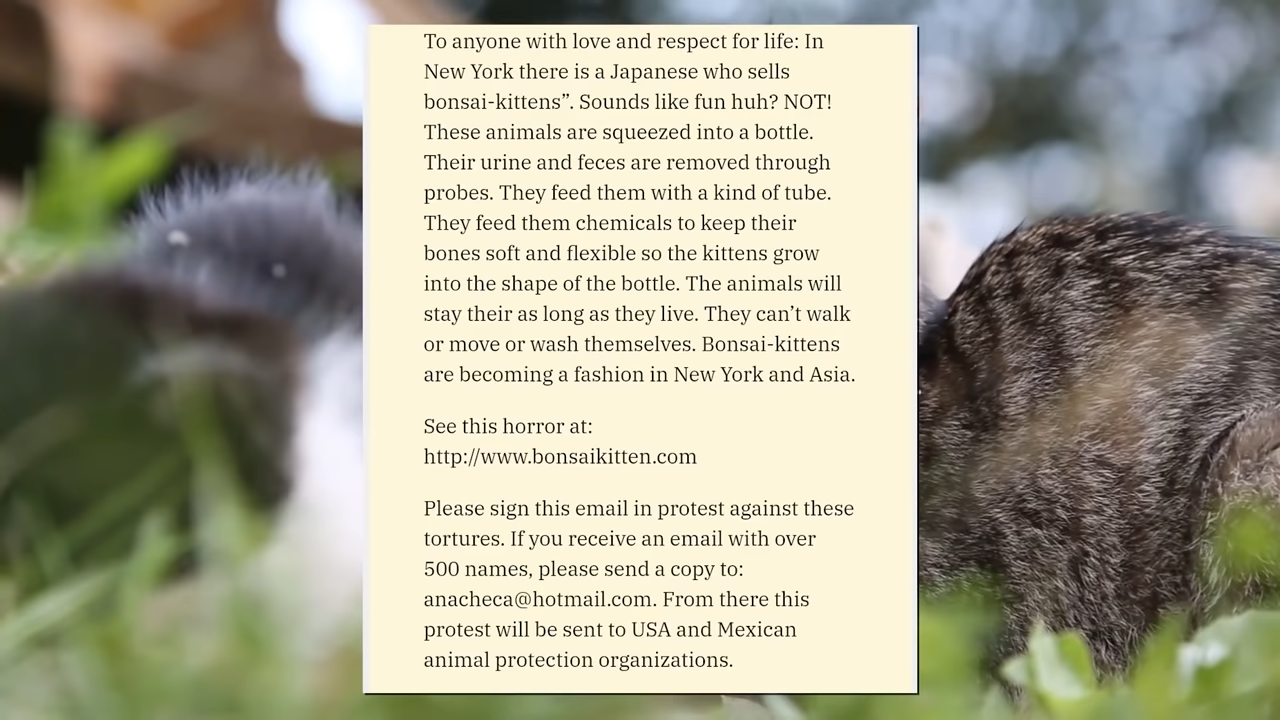 To anyone with love and respect for life: In
New York there is a Japanese who sells
bonsai-kittens”. Sounds like fun huh? NOT!
These animals are squeezed into a bottle.
Their urine and feces are removed through
probes. They feed them with a kind of tube.
They feed them chemicals to keep their
bones soft and flexible so the kittens grow
into the shape of the bottle. The animals will
stay their as long as they live. They can’t walk
or move or wash themselves. Bonsai-kittens
are becoming a fashion in New York and Asia.
See this horror at:
http://www.bonsaikitten.com
Please sign this email in protest against these
tortures. If you receive an email with over
500 names, please send a copy to:
anacheca@hotmail.com. From there this
protest will be sent to USA and Mexican
animal protection organizations.